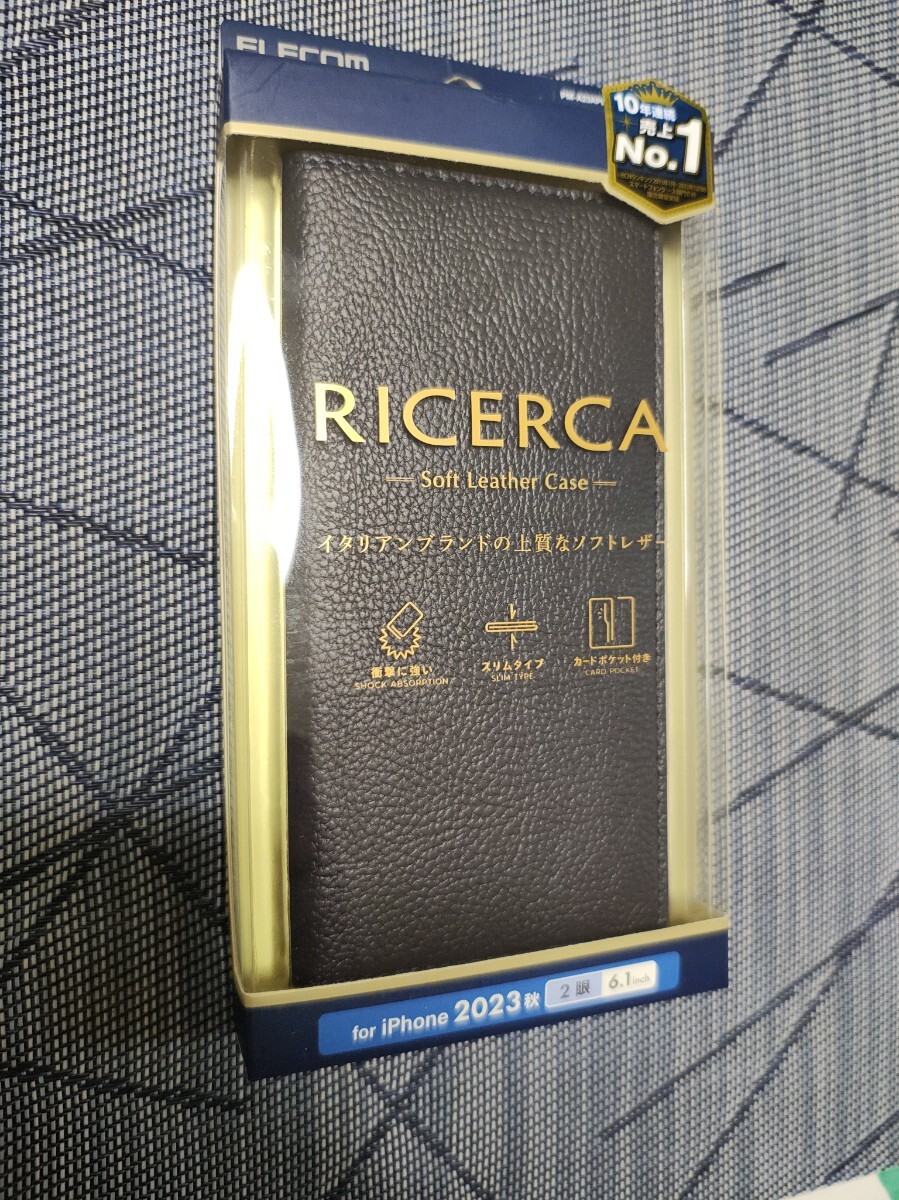 ELECOM
10年連続
売上
No.1
RICERCA
Soft Leather Case
イタリアンブランドの上質なソフトレザー
衝撃に強い
SHOCK ABSORPTION
スリムタイプ
SLIM TYPE
カードポケット付き
CARD POCKET
for iPhone 2023秋 2眼 6.1inch